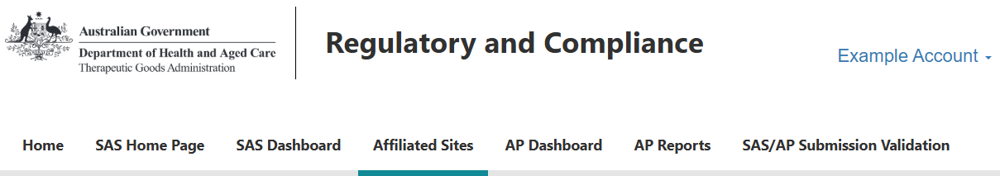 Australian Government
Department of Health and Aged Care
Therapeutic Goods Administration
Regulatory and Compliance
Example Account
Home SAS Home Page SAS Dashboard Affiliated Sites AP Dashboard AP Reports SAS/AP Submission Validation